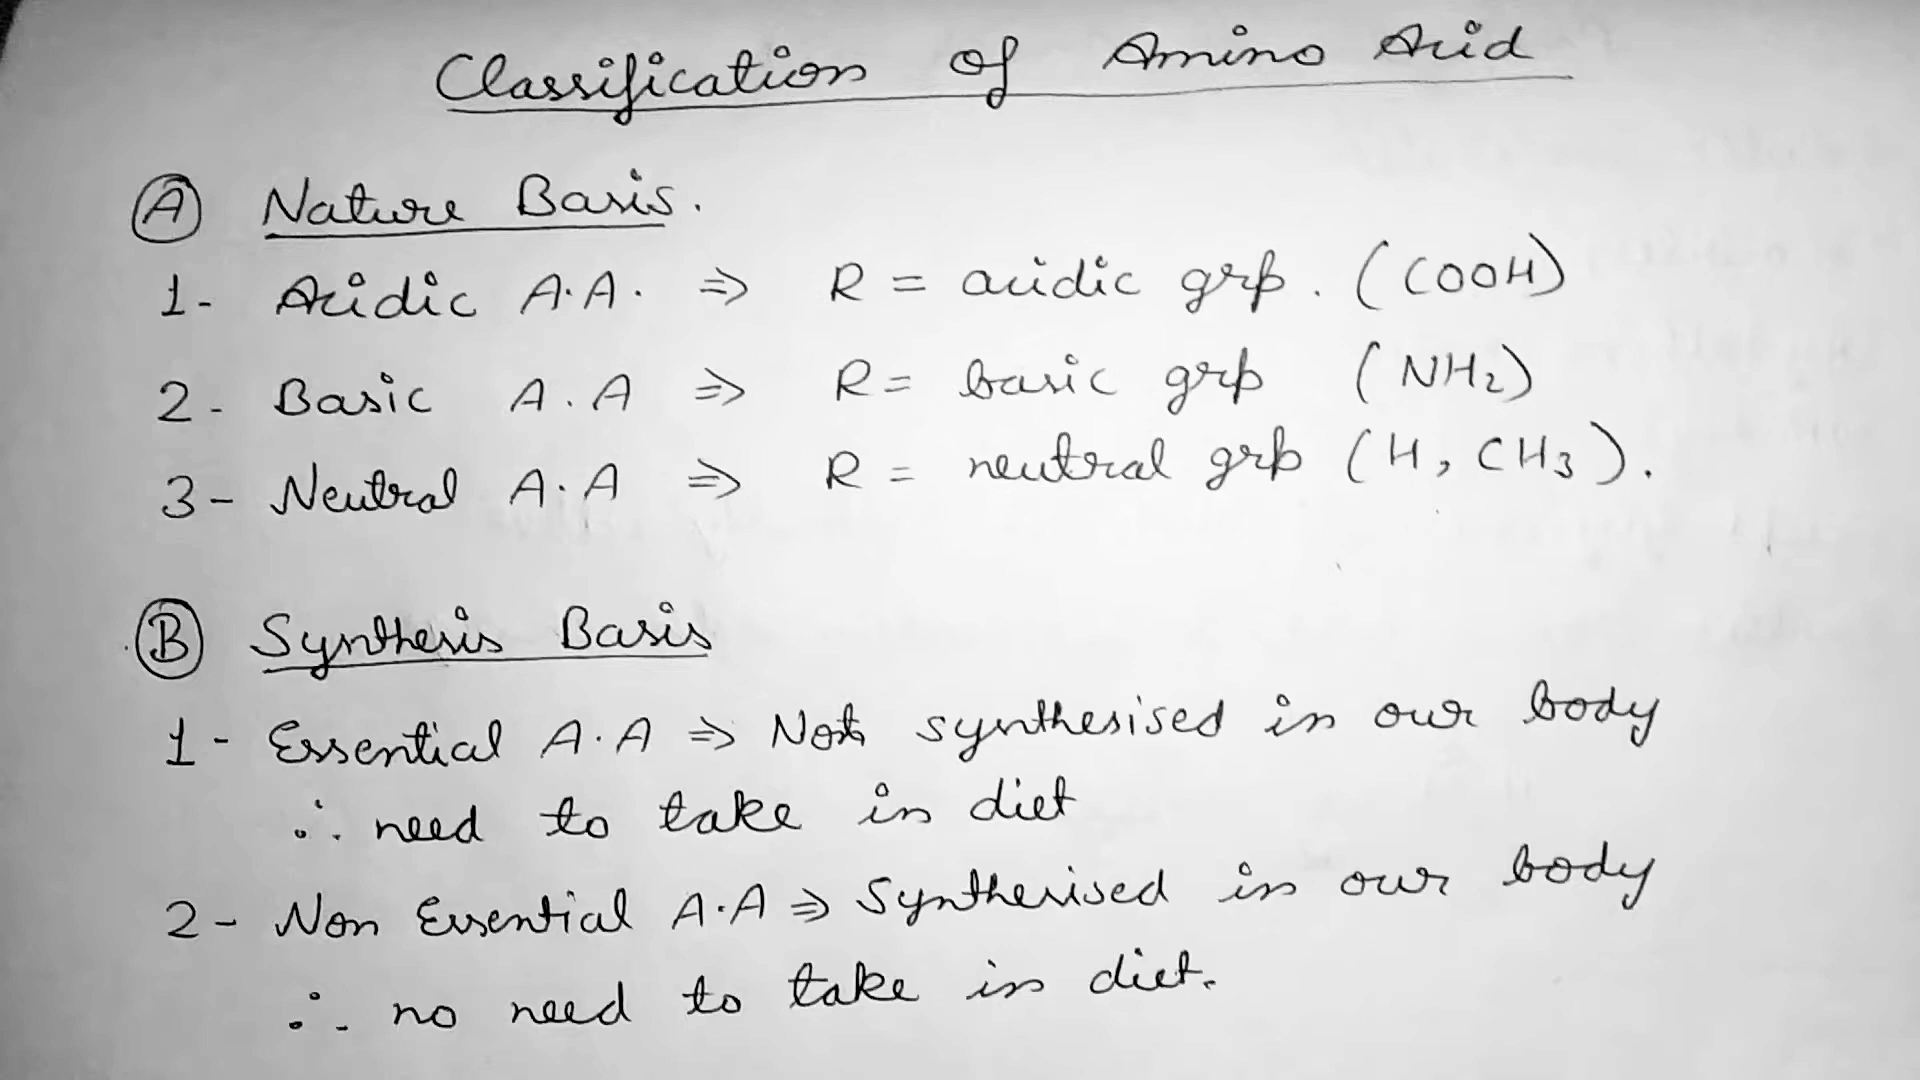 Classification of Amino Acid
A Nature Basis.
1- Acidic A.A. ⇒ R = acidic grp. (COOH)
2- Basic A.A ⇒ R = basic grp (NH₂)
3- Neutral A.A ⇒ R = neutral grp (H, CH₃).
B Synthesis Basis
1- Essential A.A ⇒ Not synthesised in our body
∴ need to take in diet
2- Non Essential A.A ⇒ Synthesised in our body
∴ no need to take in diet.